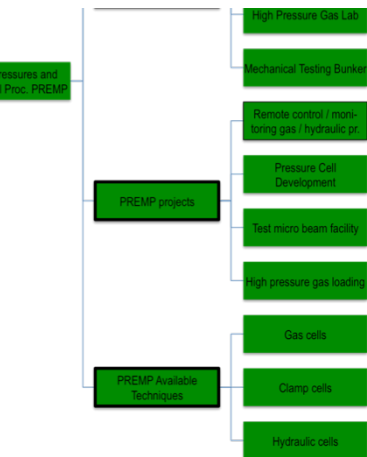 High Pressure Gas Lab
Mechanical Testing Bunker
ressures and
Proc. PREMP
Remote control / moni-
toring gas / hydraulic pr.
Pressure Cell
Development
PREMP projects
Test micro beam facility
High pressure gas loading
Gas cells
PREMP Available
Techniques
Clamp cells
Hydraulic cells